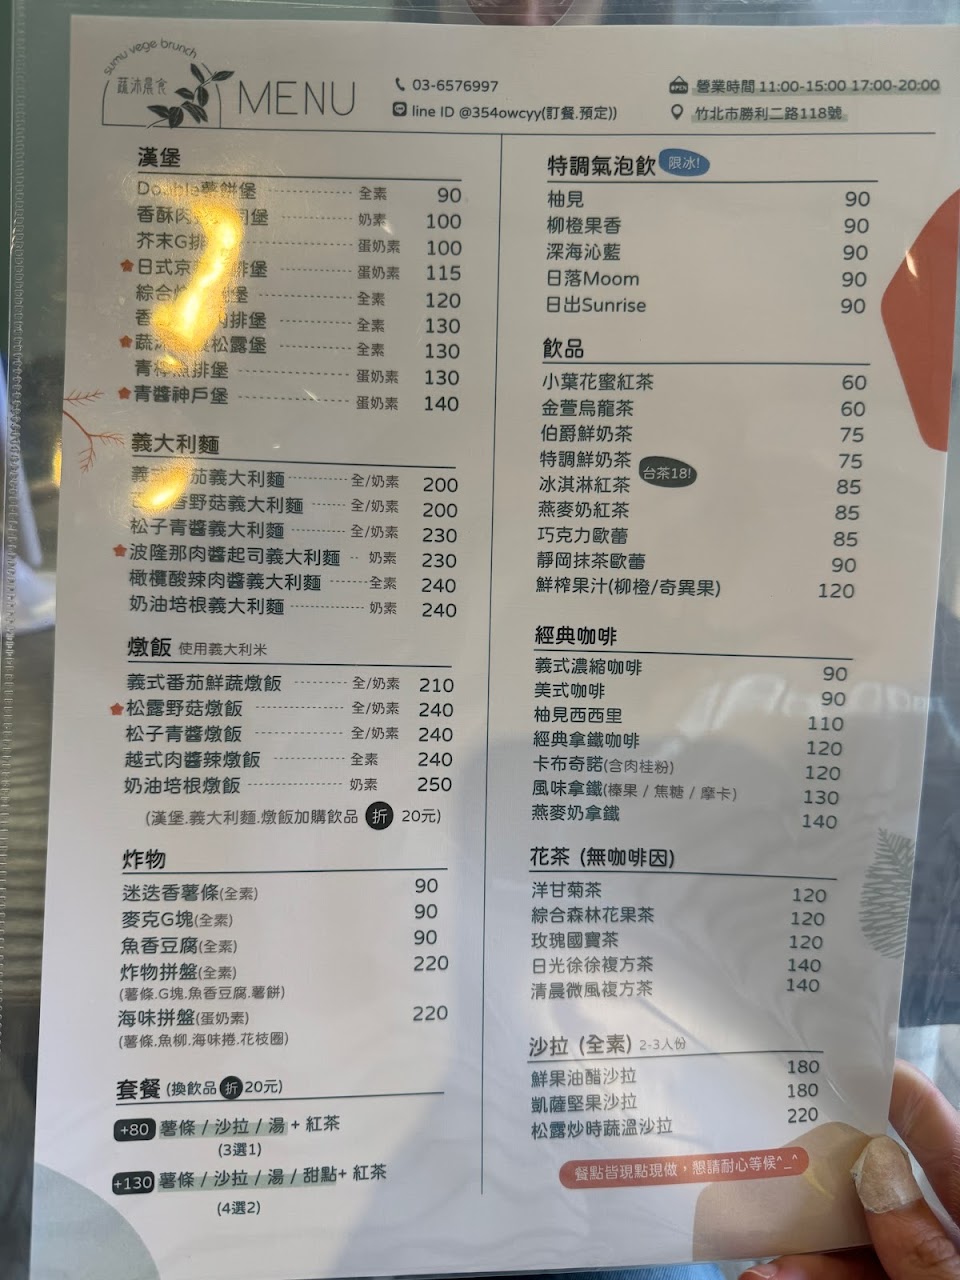 sumu vege brunch
蔬沐晨食
MENU
03-6576997
line ID @354owcyy(訂餐.預定))
OPEN 營業時間 11:00-15:00 17:00-20:00
竹北市勝利二路118號
漢堡
Double薯餅堡 全素 90
香酥肉 堡 奶素 100
芥末G排 蛋奶素 100
日式京 排堡 蛋奶素 115
綜合 堡 全素 120
香 排堡 全素 130
蔬 松露堡 全素 130
青檸 排堡 蛋奶素 130
青醬神戶堡 蛋奶素 140
義大利麵
義式 茄義大利麵 全/奶素 200
香野菇義大利麵 全/奶素 200
松子青醬義大利麵 全/奶素 230
波隆那肉醬起司義大利麵 奶素 230
橄欖酸辣肉醬義大利麵 全素 240
奶油培根義大利麵 奶素 240
燉飯 使用義大利米
義式番茄鮮蔬燉飯 全/奶素 210
松露野菇燉飯 全/奶素 240
松子青醬燉飯 全/奶素 240
越式肉醬辣燉飯 全素 240
奶油培根燉飯 奶素 250
(漢堡.義大利麵.燉飯加購飲品 折 20元)
炸物
迷迭香薯條(全素) 90
麥克G塊(全素) 90
魚香豆腐(全素) 90
炸物拼盤(全素) 220
(薯條.G塊.魚香豆腐.薯餅)
海味拼盤(蛋奶素) 220
(薯條.魚柳.海味捲.花枝圈)
套餐 (換飲品 折 20元)
+80 薯條 / 沙拉 / 湯 + 紅茶
(3選1)
+130 薯條 / 沙拉 / 湯 / 甜點+ 紅茶
(4選2)
特調氣泡飲 限冰!
柚見 90
柳橙果香 90
深海沁藍 90
日落Moom 90
日出Sunrise 90
飲品
小葉花蜜紅茶 60
金萱烏龍茶 60
伯爵鮮奶茶 75
特調鮮奶茶 台茶18! 75
冰淇淋紅茶 85
燕麥奶紅茶 85
巧克力歐蕾 85
靜岡抹茶歐蕾 90
鮮榨果汁(柳橙/奇異果) 120
經典咖啡
義式濃縮咖啡 90
美式咖啡 90
柚見西西里 110
經典拿鐵咖啡 120
卡布奇諾(含肉桂粉) 120
風味拿鐵(榛果 / 焦糖 / 摩卡) 130
燕麥奶拿鐵 140
花茶 (無咖啡因)
洋甘菊茶 120
綜合森林花果茶 120
玫瑰國寶茶 120
日光徐徐複方茶 140
清晨微風複方茶 140
沙拉 (全素) 2-3人份
鮮果油醋沙拉 180
凱薩堅果沙拉 180
松露炒時蔬溫沙拉 220
餐點皆現點現做，懇請耐心等候^_^